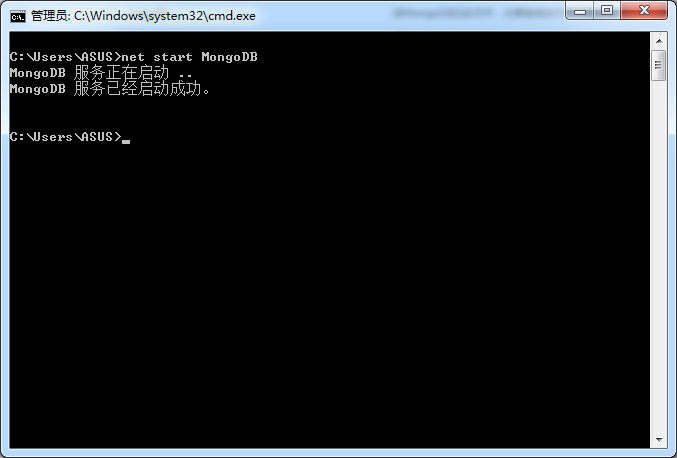 管理员: C:\Windows\system32\cmd.exe
C:\Users\ASUS>net start MongoDB
MongoDB 服务正在启动 ..
MongoDB 服务已经启动成功。
C:\Users\ASUS>